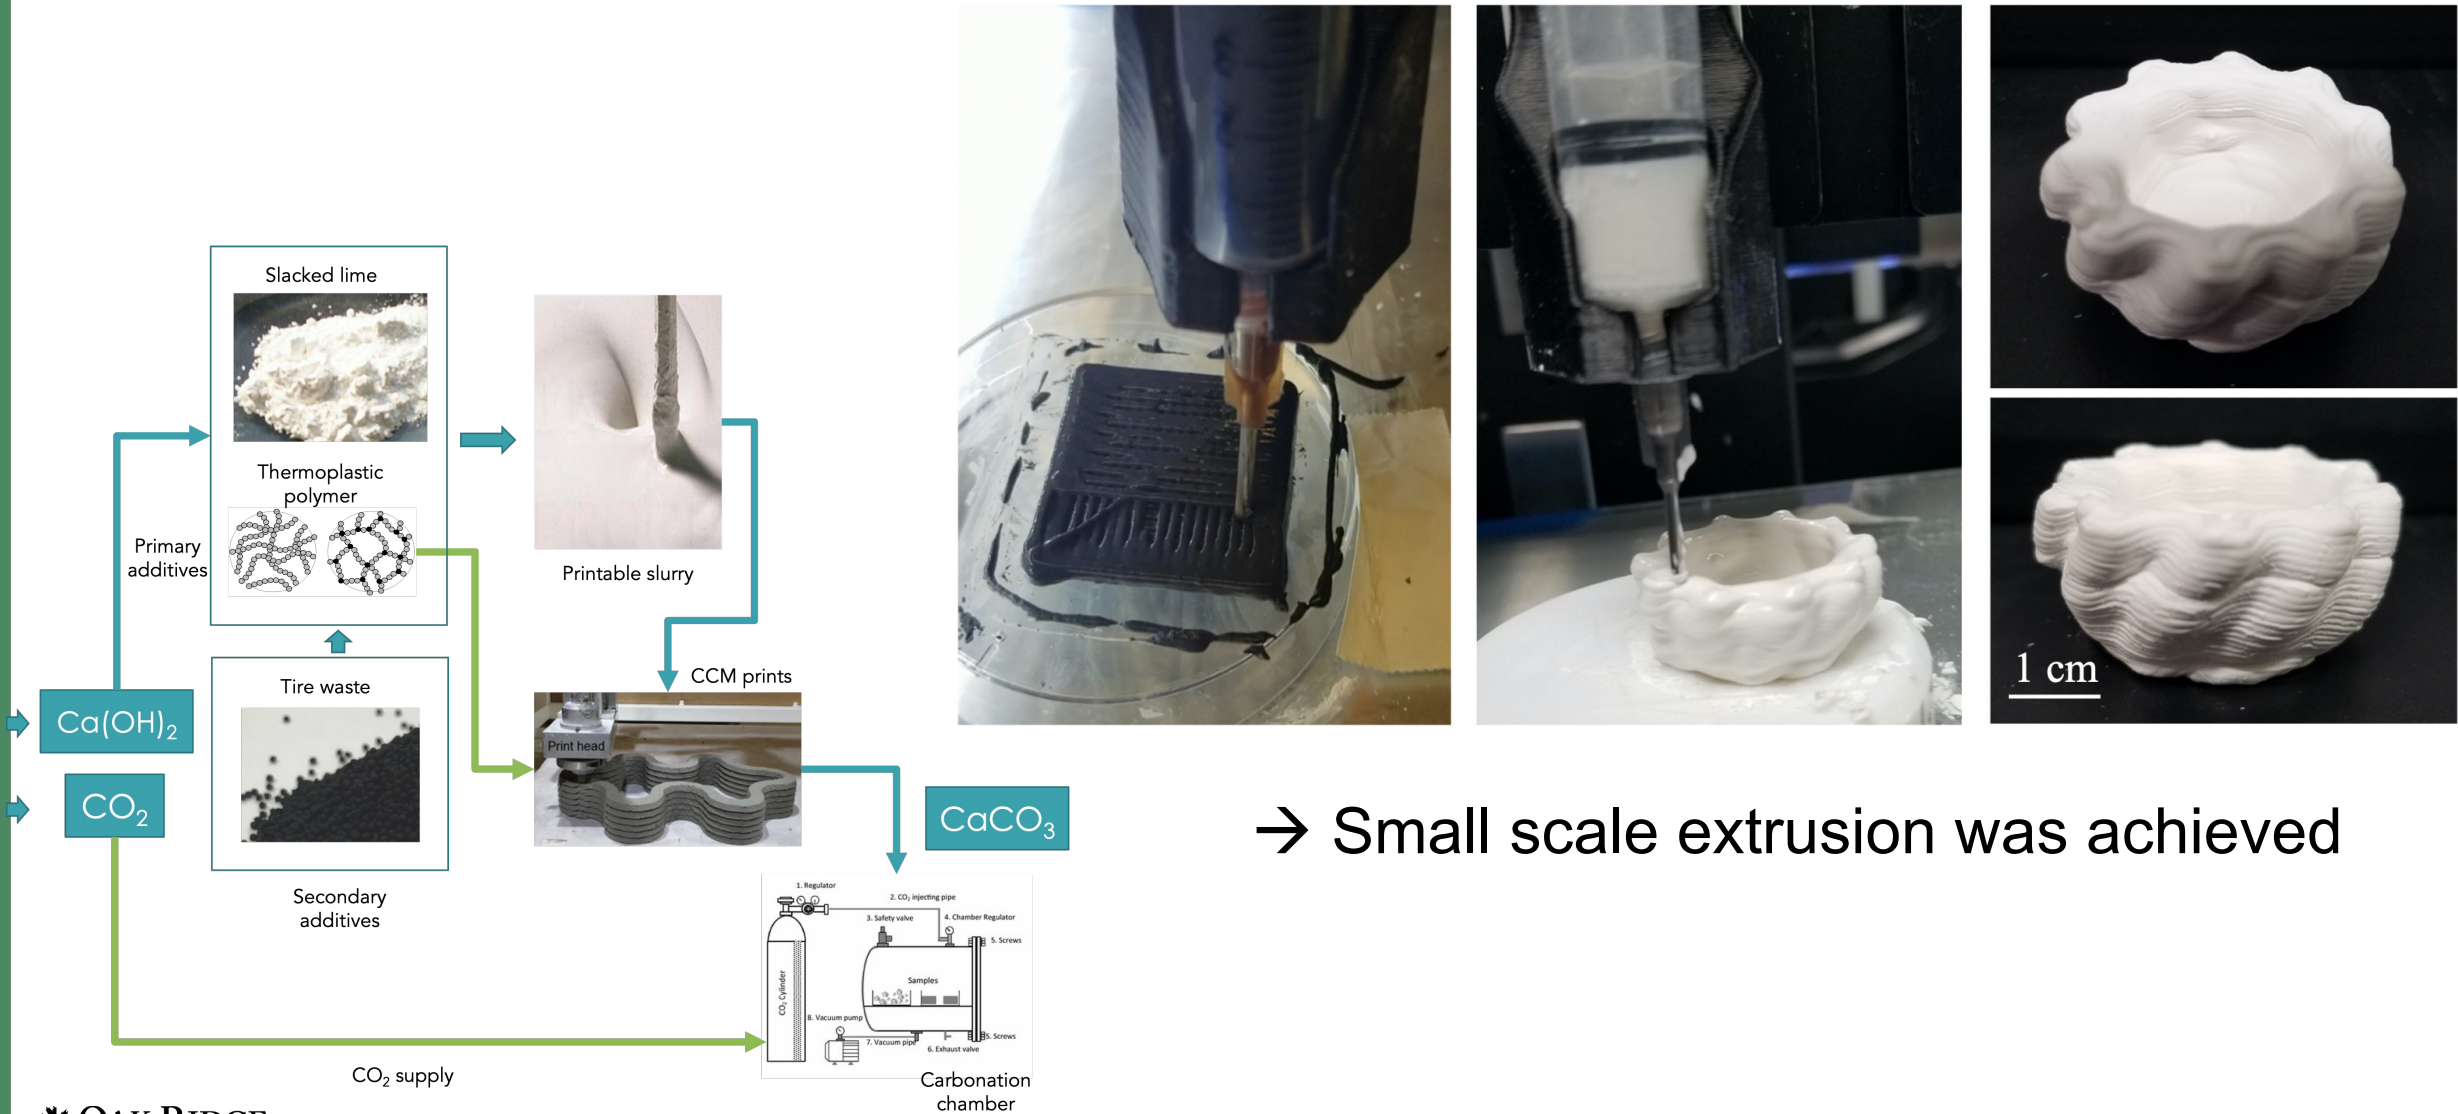 Slacked lime
Thermoplastic
polymer
Primary
additives
Printable slurry
Tire waste
CCM prints
Print head
Ca(OH)₂
CO₂
CaCO₃
Secondary
additives
1. Regulator
2. CO₂ injecting pipe
3. Safety valve
4. Chamber Regulator
5. Screws
Samples
CO₂ Cylinder
8. Vacuum pump
7. Vacuum pipe
6. Exhaust valve
5. Screws
CO₂ supply
Carbonation
chamber
1 cm
→ Small scale extrusion was achieved
OAK RIDGE